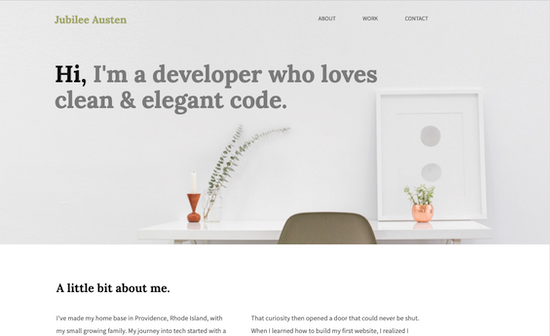 Jubilee Austen
ABOUT WORK CONTACT
Hi, I'm a developer who loves
clean & elegant code.
A little bit about me.
I've made my home base in Providence, Rhode Island, with
my small growing family. My journey into tech started with a
That curiosity then opened a door that could never be shut.
When I learned how to build my first website, I realized I